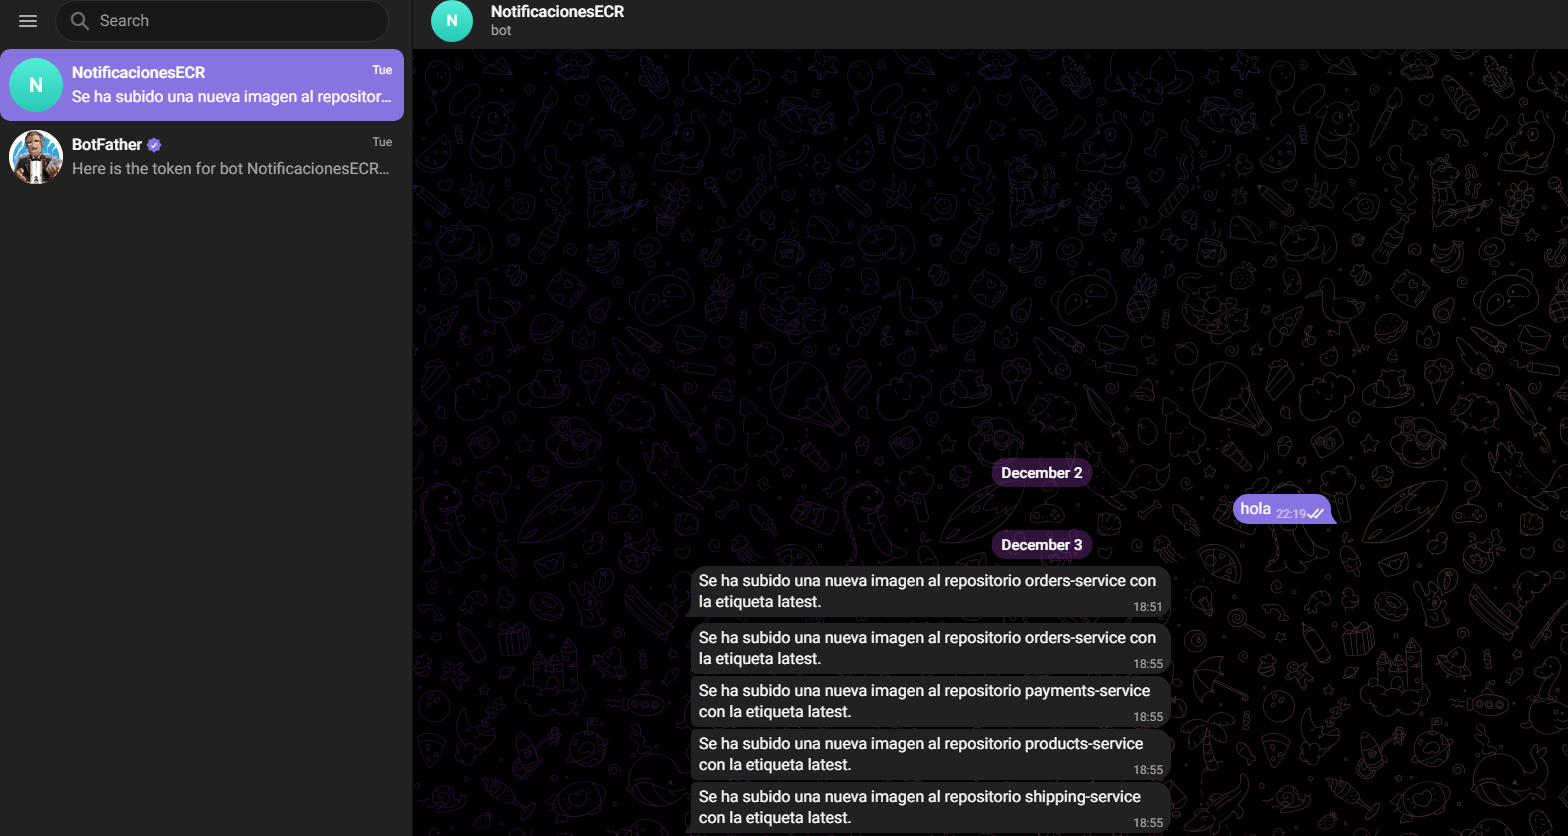 Search
NotificacionesECR
Tue
Se ha subido una nueva imagen al repositor...
BotFather
Tue
Here is the token for bot NotificacionesECR...
N
N
NotificacionesECR
bot
December 2
hola 22:19
December 3
Se ha subido una nueva imagen al repositorio orders-service con
la etiqueta latest.
18:51
Se ha subido una nueva imagen al repositorio orders-service con
la etiqueta latest.
18:55
Se ha subido una nueva imagen al repositorio payments-service
con la etiqueta latest.
18:55
Se ha subido una nueva imagen al repositorio products-service
con la etiqueta latest.
18:55
Se ha subido una nueva imagen al repositorio shipping-service
con la etiqueta latest.
18:55